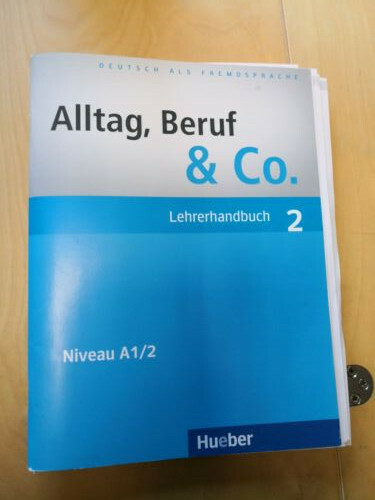 DEUTSCH ALS FREMDSPRACHE
Alltag, Beruf
& Co.
Lehrerhandbuch 2
Niveau A1/2
Hueber